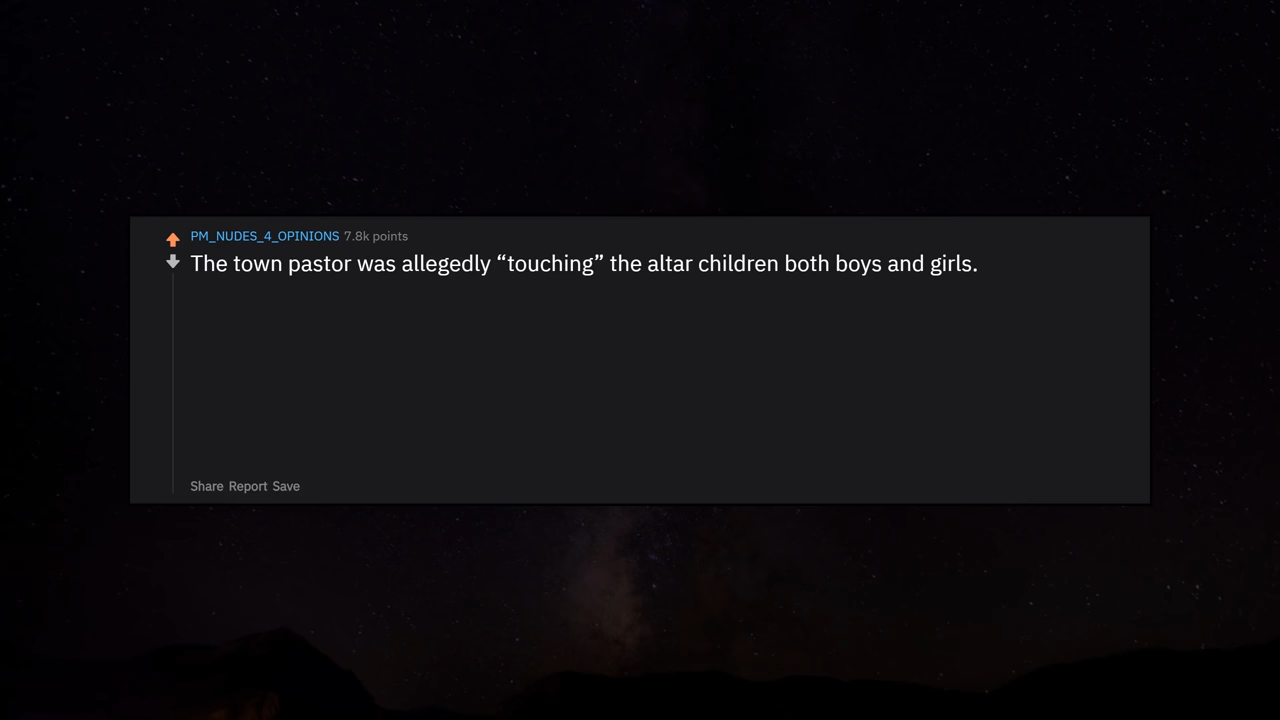 PM_NUDES_4_OPINIONS 7.8k points
The town pastor was allegedly “touching” the altar children both boys and girls.
Share Report Save